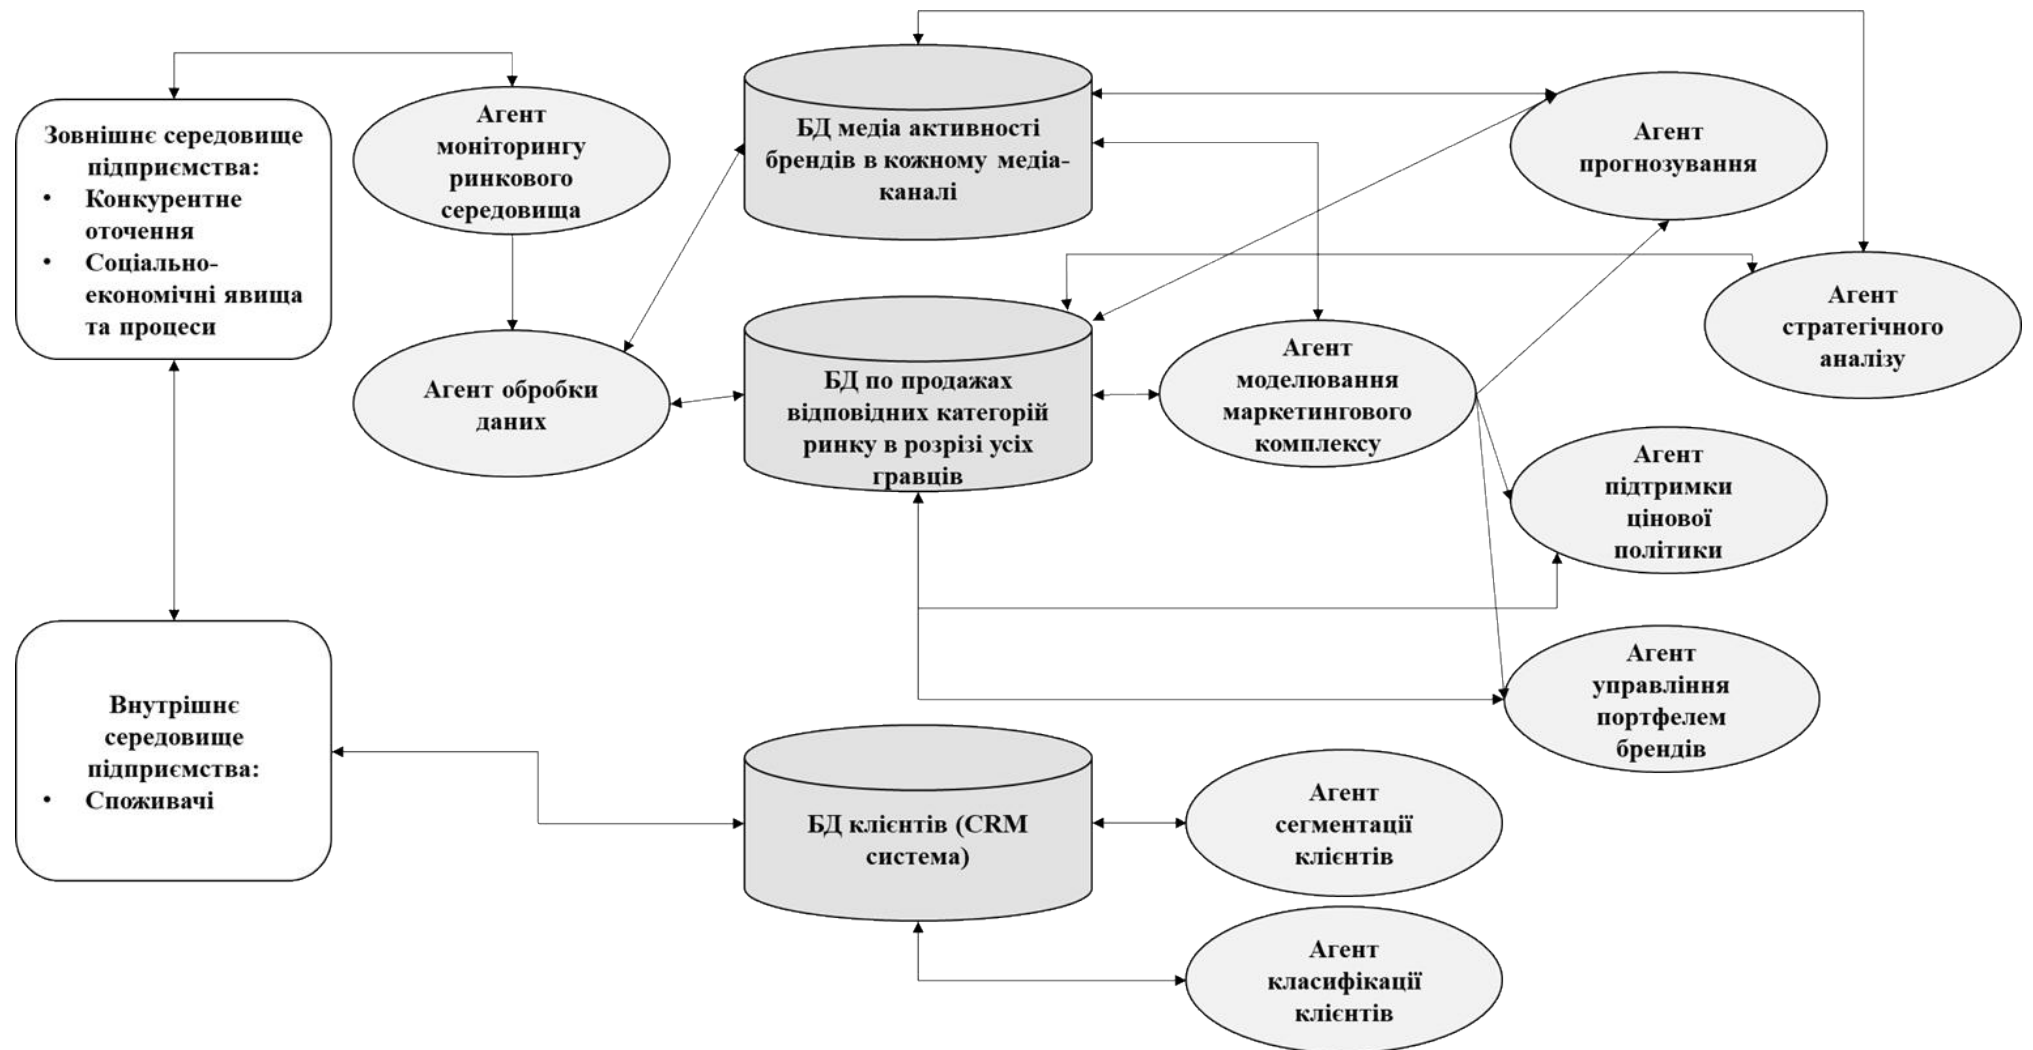 Зовнішнє середовище
підприємства:
• Конкурентне
оточення
• Соціально-
економічні явища
та процеси
Агент
моніторингу
ринкового
середовища
БД медіа активності
брендів в кожному медіа-
каналі
Агент
прогнозування
Агент
стратегічного
аналізу
Агент обробки
даних
БД по продажах
відповідних категорій
ринку в розрізі усіх
гравців
Агент
моделювання
маркетингового
комплексу
Агент
підтримки
цінової
політики
Агент
управління
портфелем
брендів
Внутрішнє
середовище
підприємства:
• Споживачі
БД клієнтів (CRM
система)
Агент
сегментації
клієнтів
Агент
класифікації
клієнтів